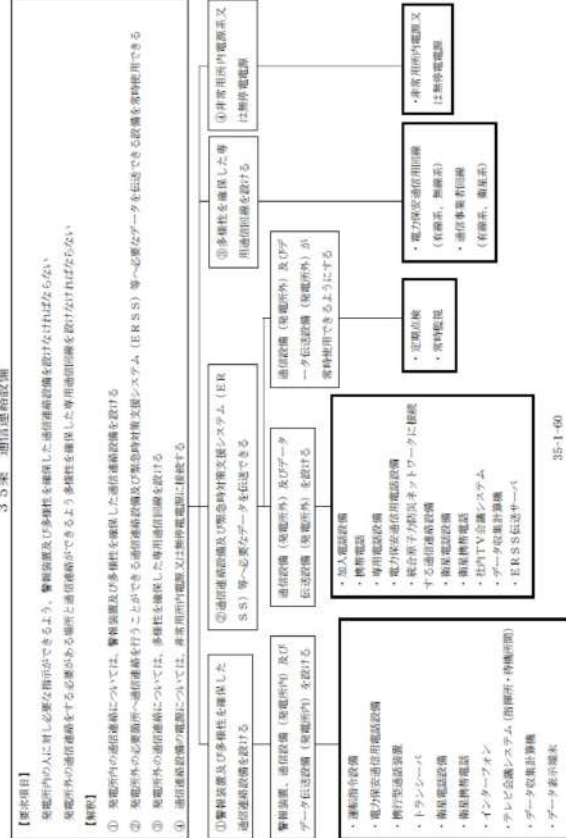 35条 通信連絡設備
【要求項目】
発電所内の人に対し必要な指示ができるよう、警報装置及び多様性を確保した通信連絡設備を設けなければならない
発電所外の通信連絡をする必要がある場所と通信連絡ができるよう多様性を確保した専用通信回線を設けなければならない
【解釈】
① 発電所内の通信連絡については、警報装置及び多様性を確保した通信連絡設備を設ける
② 発電所外の必要箇所へ通信連絡を行うことができる通信連絡設備及び緊急時対策支援システム（ERSS）等へ必要なデータを伝送できる設備を常時使用できる
③ 発電所外の通信連絡については、多様性を確保した専用通信回線を設ける
④ 通信連絡設備の電源については、非常用所内電源又は無停電電源に接続する
①警報装置及び多様性を確保した
通信連絡設備を設ける
②通信連絡設備及び緊急時対策支援システム（ER
SS）等へ必要なデータを伝送できる
③多様性を確保した専
用通信回線を設ける
④非常用所内電源系又
は無停電電源
警報装置、通信設備（発電所内）及び
データ伝送設備（発電所内）を設ける
通信設備（発電所外）及びデータ
伝送設備（発電所外）を設ける
通信設備（発電所外）及びデ
ータ伝送設備（発電所外）が
常時使用できるようにする
・運転指令設備
・電力保安通信用電話設備
・携行型通話装置
・トランシーバ
・衛星電話設備
・衛星携帯電話
・インターフォン
・テレビ会議システム（指揮所・待機所間）
・データ収集計算機
・データ表示端末
・加入電話設備
・携帯電話
・専用電話設備
・電力保安通信用電話設備
・統合原子力防災ネットワークに接続
する通信連絡設備
・衛星電話設備
・衛星携帯電話
・社内TV会議システム
・データ収集計算機
・ERSS伝送サーバ
・定期点検
・常時監視
・電力保安通信用回線
（有線系、無線系）
・通信事業者回線
（有線系、衛星系）
・非常用所内電源又
は無停電電源
35-1-60